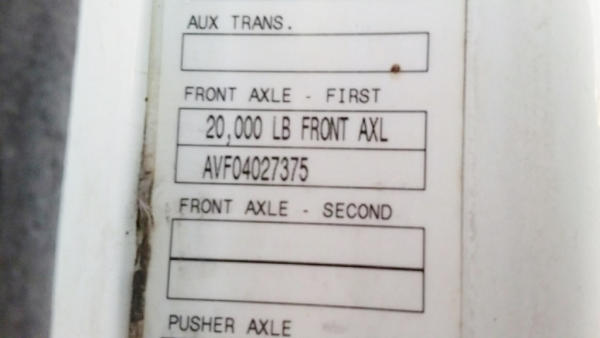 AUX TRANS.
FRONT AXLE - FIRST
20,000 LB FRONT AXL
AVF04027375
FRONT AXLE - SECOND
PUSHER AXLE